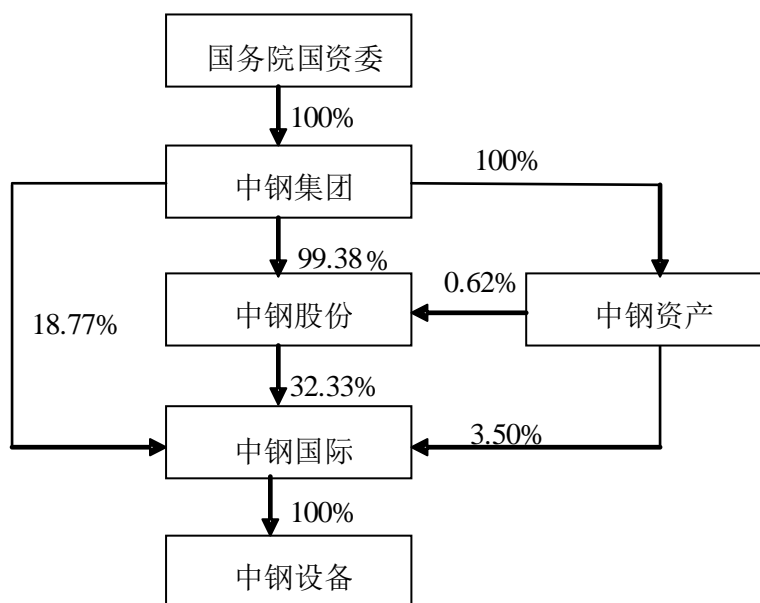 国务院国资委
100%
中钢集团
100%
99.38%
中钢股份
0.62%
中钢资产
18.77%
32.33%
中钢国际
3.50%
100%
中钢设备